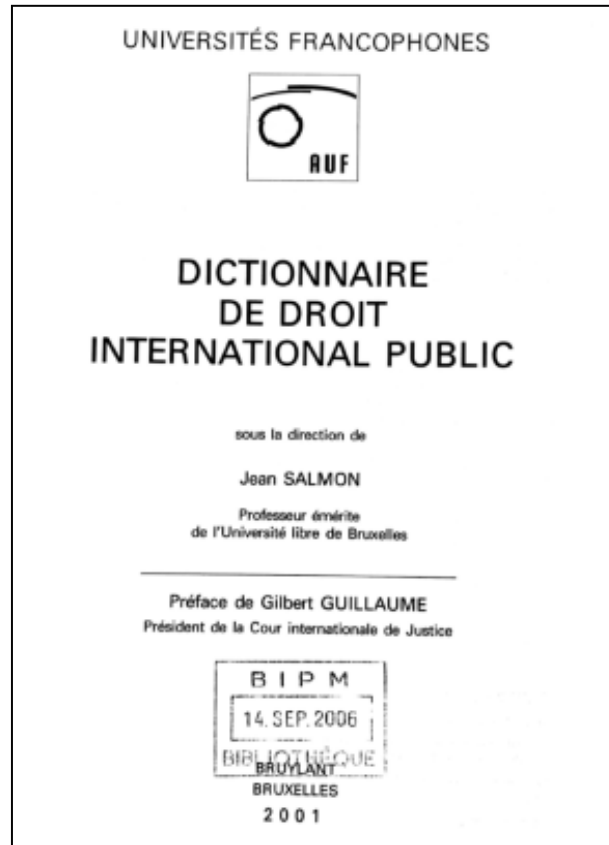 UNIVERSITÉS FRANCOPHONES
AUF
DICTIONNAIRE
DE DROIT
INTERNATIONAL PUBLIC
sous la direction de
Jean SALMON
Professeur émérite
de l'Université libre de Bruxelles
Préface de Gilbert GUILLAUME
Président de la Cour internationale de Justice
BIPM
14. SEP. 2006
BIBLIOTHÈQUE
BRUYLANT
BRUXELLES
2001